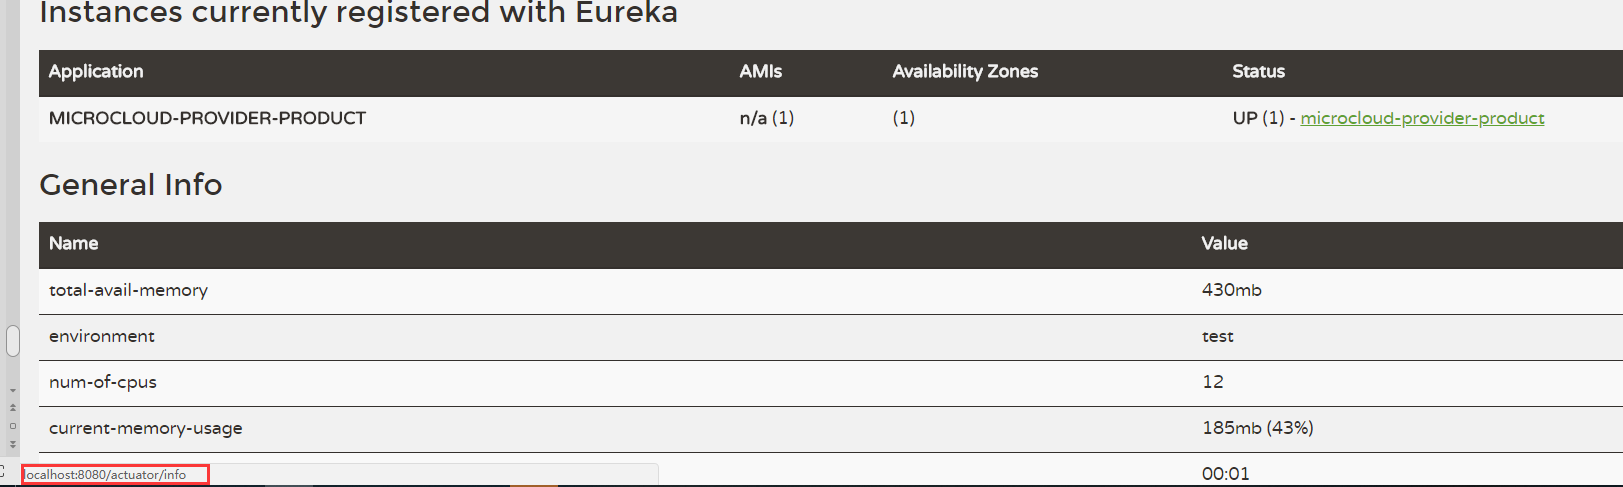 Instances currently registered with Eureka
Application AMIs Availability Zones Status
MICROCLOUD-PROVIDER-PRODUCT n/a (1) (1) UP (1) - microcloud-provider-product
General Info
Name Value
total-avail-memory 430mb
environment test
num-of-cpus 12
current-memory-usage 185mb (43%)
localhost:8080/actuator/info 00:01